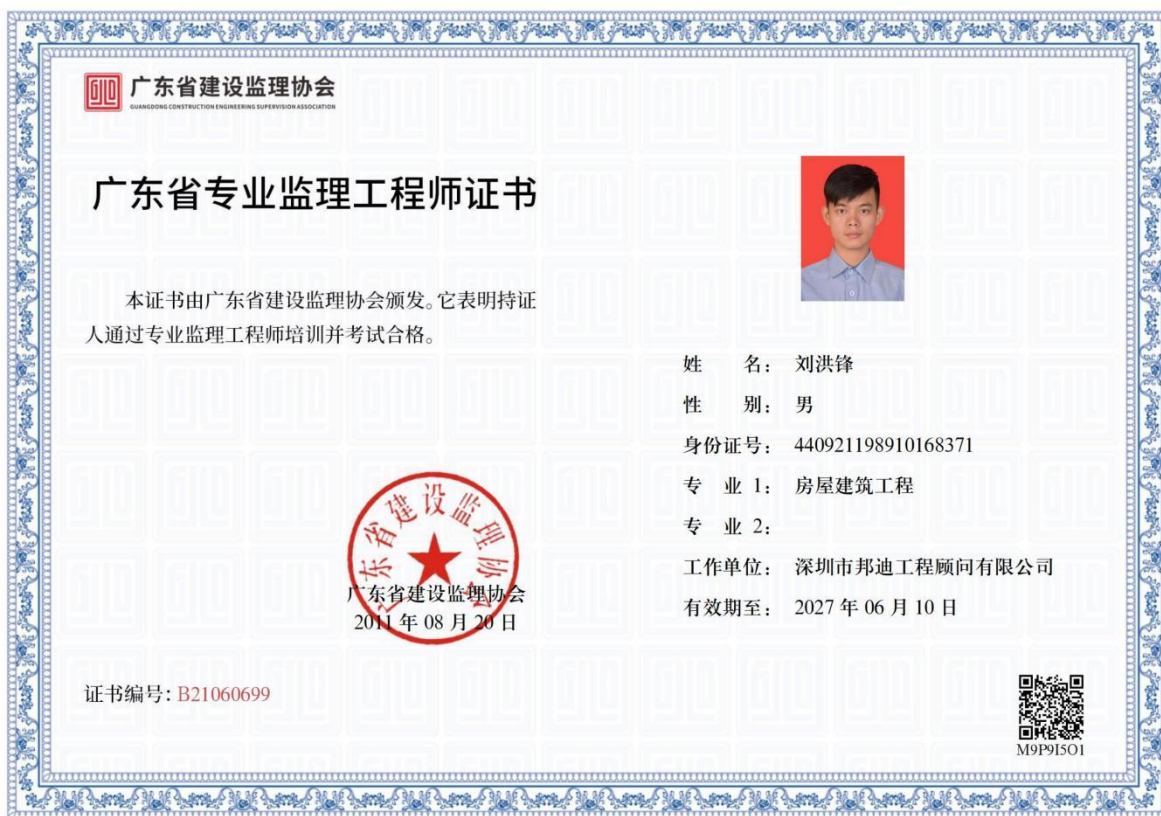 广东省建设监理协会
GUANGDONG CONSTRUCTION ENGINEERING SUPERVISION ASSOCIATION
广东省专业监理工程师证书
本证书由广东省建设监理协会颁发。它表明持证
人通过专业监理工程师培训并考试合格。
姓 名: 刘洪锋
性 别: 男
身份证号: 440921198910168371
专 业 1: 房屋建筑工程
专 业 2:
工作单位: 深圳市邦迪工程顾问有限公司
有效期至: 2027 年 06 月 10 日
广东省建设监理协会
广东省建设监理协会
2011 年 08 月 20 日
证书编号: B21060699
M9P9I5O1